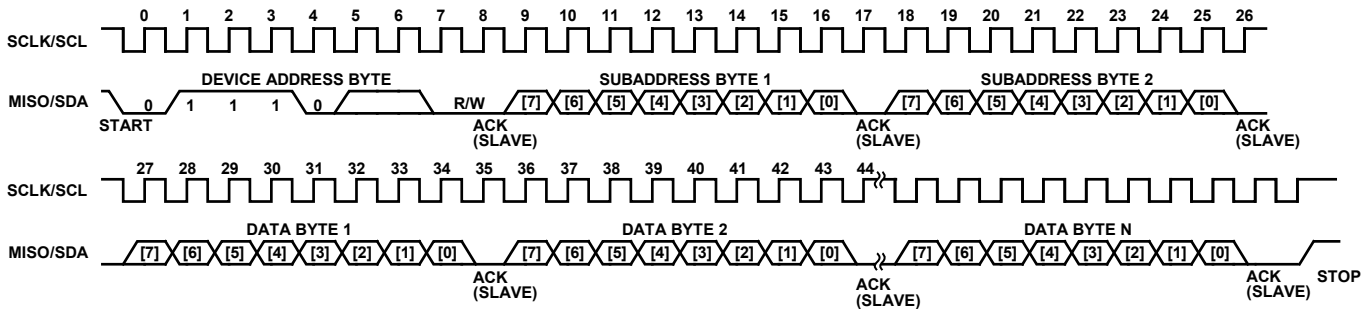 0 1 2 3 4 5 6 7 8 9 10 11 12 13 14 15 16 17 18 19 20 21 22 23 24 25 26
SCLK/SCL
DEVICE ADDRESS BYTE SUBADDRESS BYTE 1 SUBADDRESS BYTE 2
MISO/SDA 0 1 1 1 0 R/W [7] [6] [5] [4] [3] [2] [1] [0] [7] [6] [5] [4] [3] [2] [1] [0]
START ACK (SLAVE) ACK (SLAVE) ACK (SLAVE)
27 28 29 30 31 32 33 34 35 36 37 38 39 40 41 42 43 44
SCLK/SCL
DATA BYTE 1 DATA BYTE 2 DATA BYTE N
MISO/SDA [7] [6] [5] [4] [3] [2] [1] [0] [7] [6] [5] [4] [3] [2] [1] [0] [7] [6] [5] [4] [3] [2] [1] [0]
ACK (SLAVE) ACK (SLAVE) ACK (SLAVE) STOP